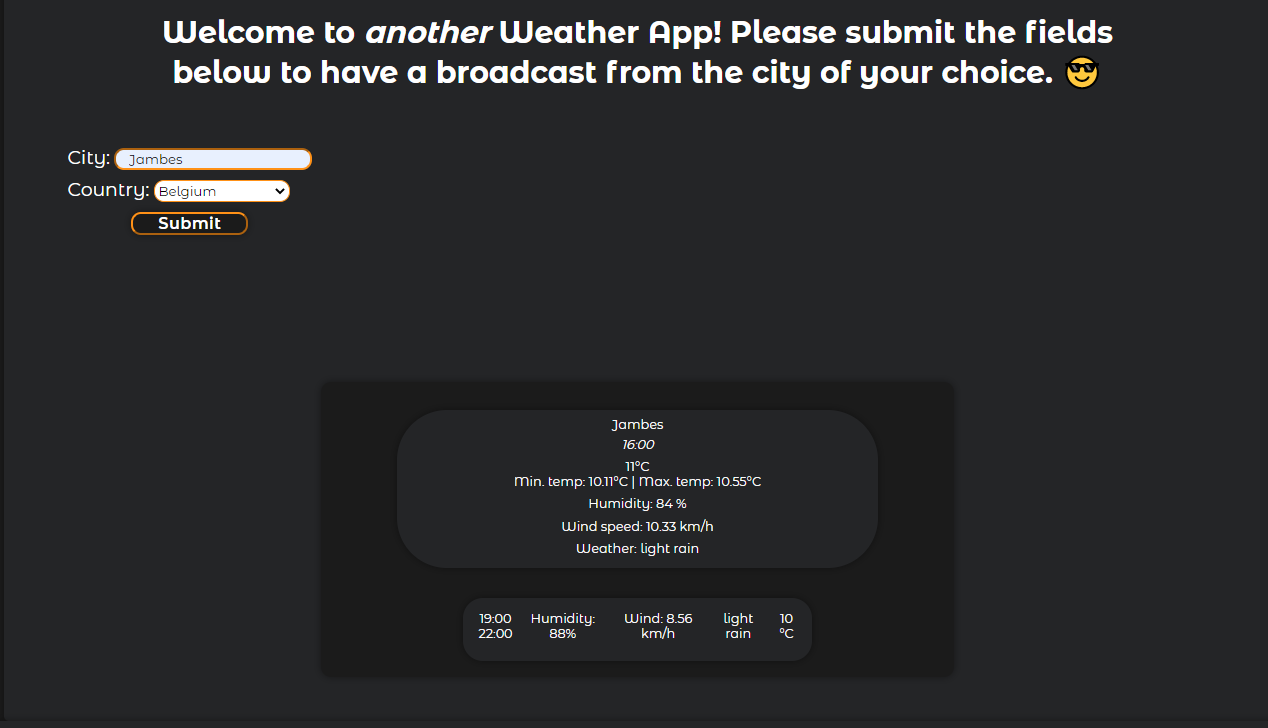 Welcome to another Weather App! Please submit the fields
below to have a broadcast from the city of your choice. 😎
City: Jambes
Country: Belgium
Submit
Jambes
16:00
11°C
Min. temp: 10.11°C | Max. temp: 10.55°C
Humidity: 84 %
Wind speed: 10.33 km/h
Weather: light rain
19:00 Humidity: Wind: 8.56 light 10
22:00 88% km/h rain °C